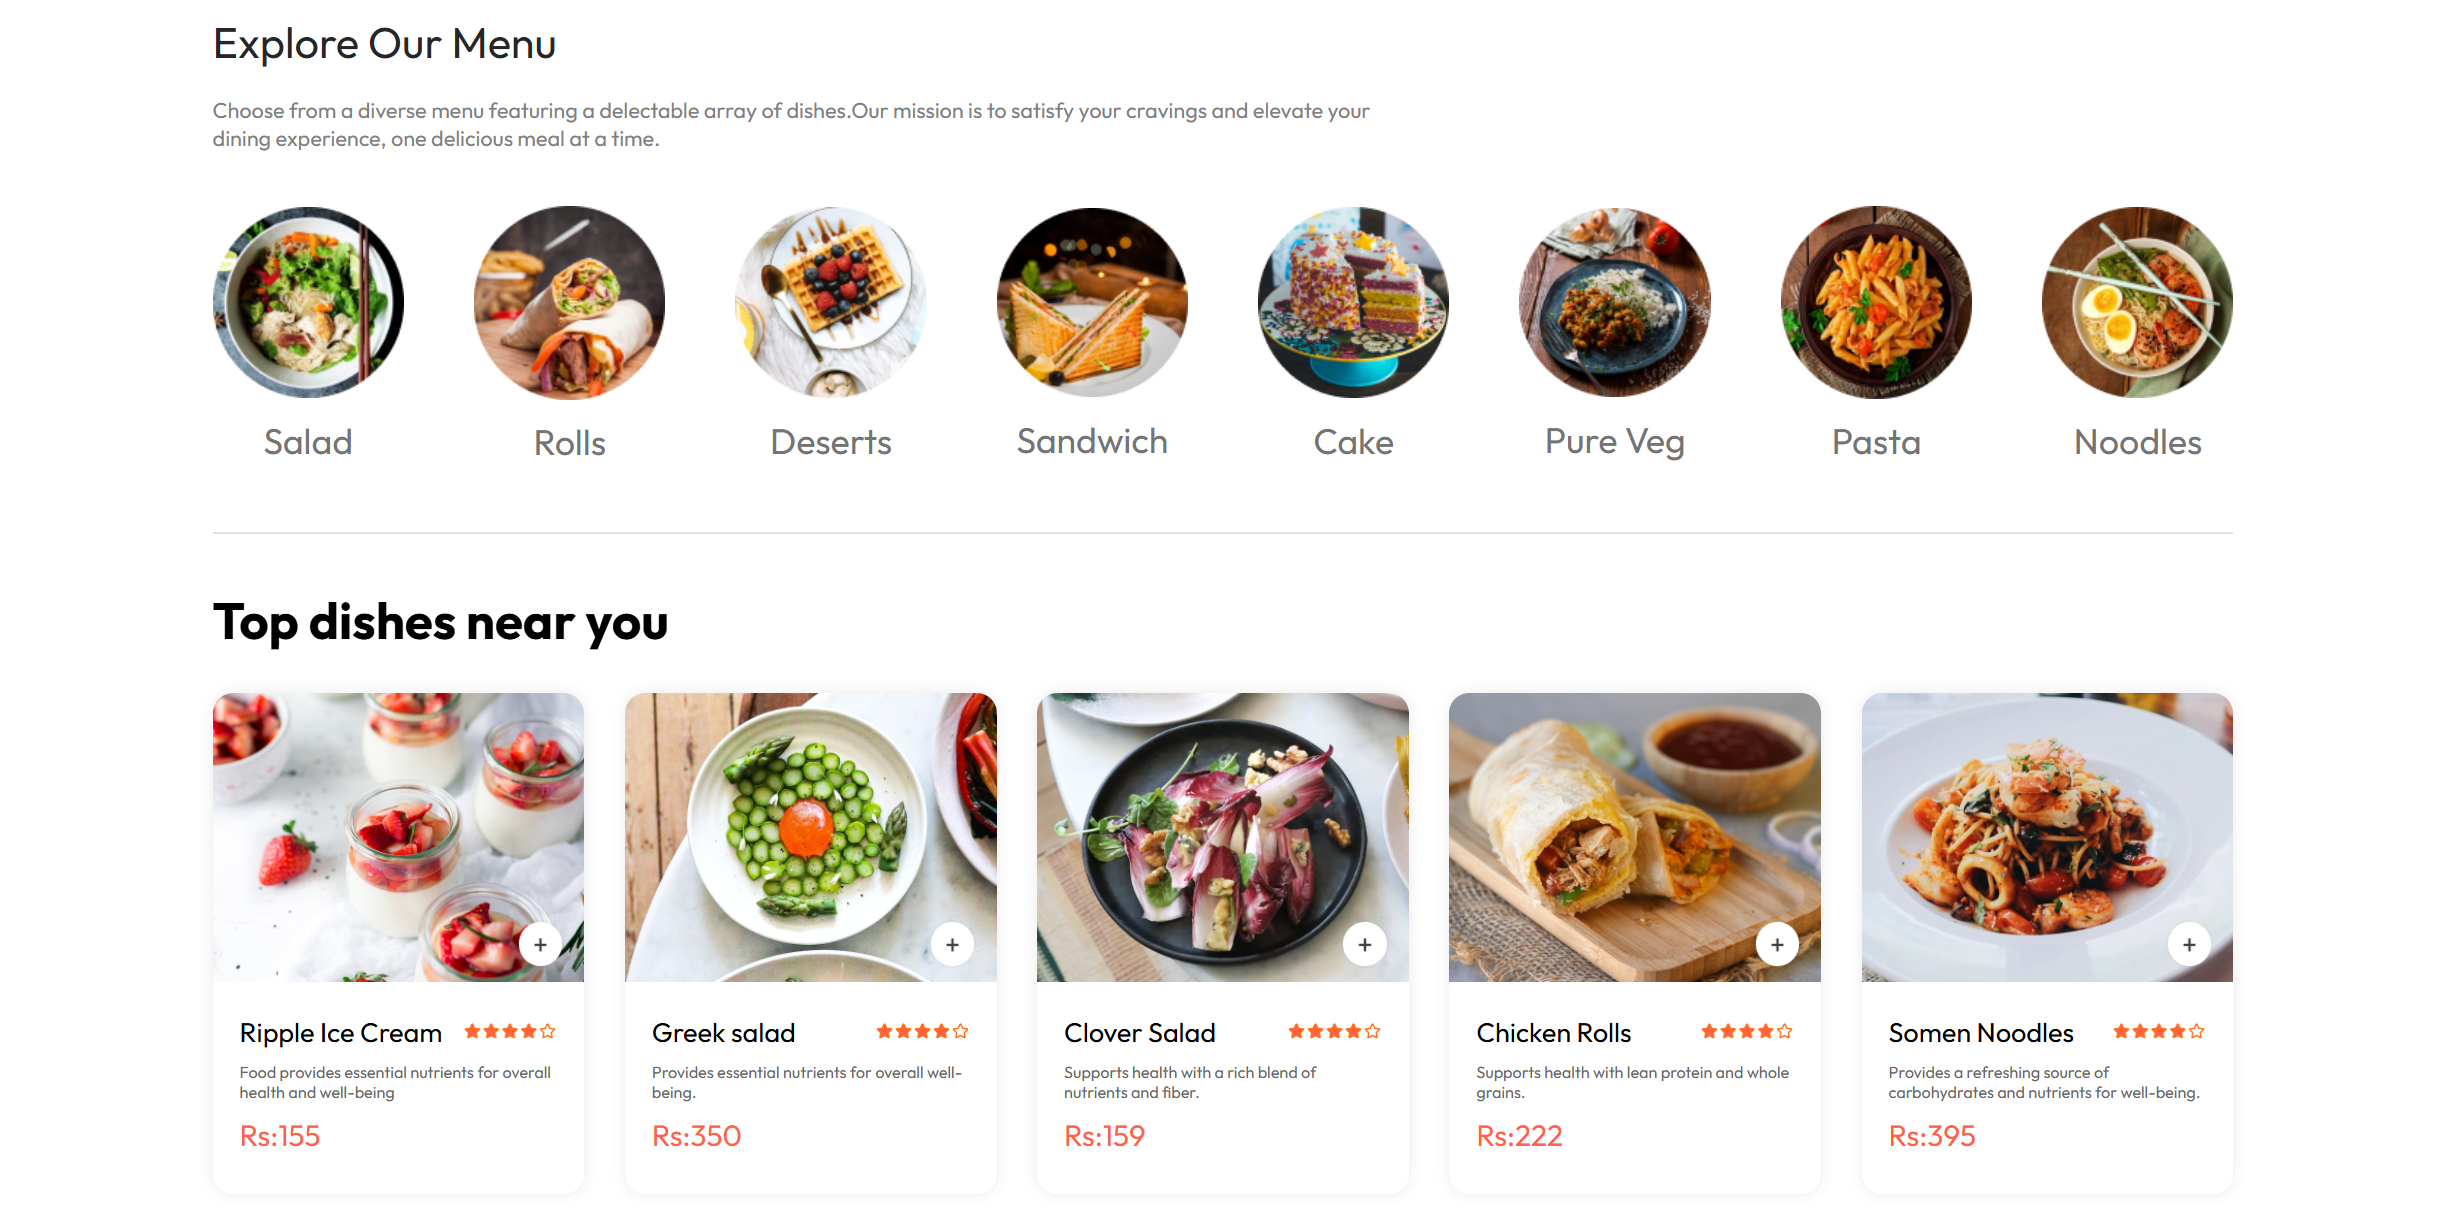 Explore Our Menu
Choose from a diverse menu featuring a delectable array of dishes.Our mission is to satisfy your cravings and elevate your
dining experience, one delicious meal at a time.
Salad
Rolls
Deserts
Sandwich
Cake
Pure Veg
Pasta
Noodles
Top dishes near you
Ripple Ice Cream
Food provides essential nutrients for overall
health and well-being
Rs:155
Greek salad
Provides essential nutrients for overall well-
being.
Rs:350
Clover Salad
Supports health with a rich blend of
nutrients and fiber.
Rs:159
Chicken Rolls
Supports health with lean protein and whole
grains.
Rs:222
Somen Noodles
Provides a refreshing source of
carbohydrates and nutrients for well-being.
Rs:395